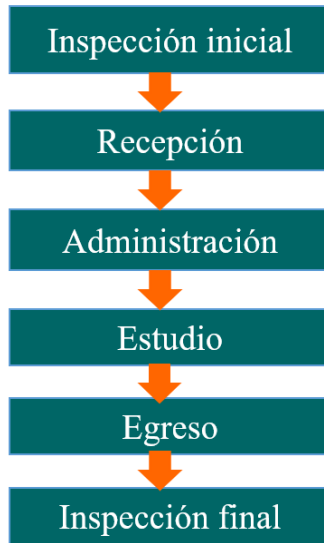 Inspección inicial
Recepción
Administración
Estudio
Egreso
Inspección final